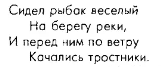 Сидел рыбак веселый
На берегу реки,
И перед ним по ветру
Качались тростники.